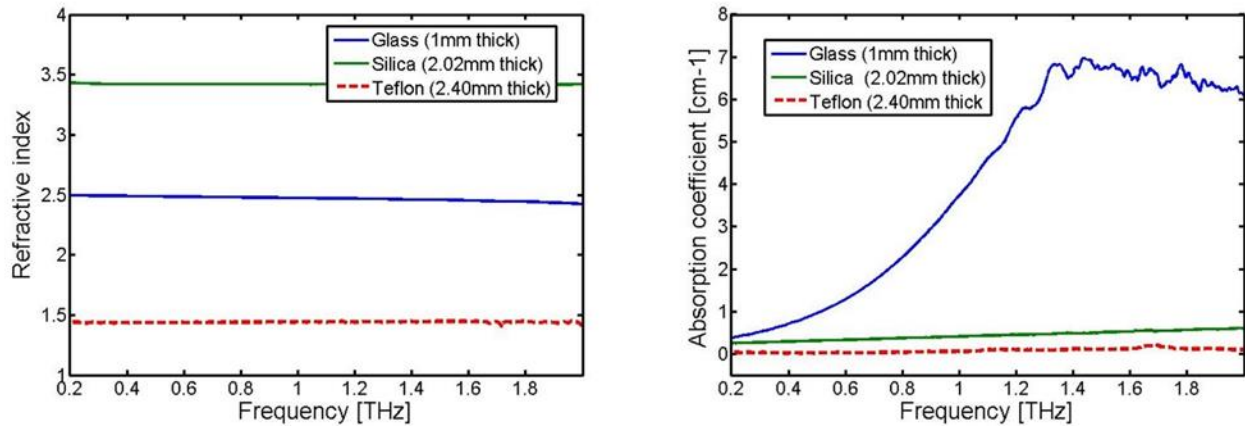 4
3.5
3
2.5
2
1.5
1
Refractive index
Glass (1mm thick)
Silica (2.02mm thick)
Teflon (2.40mm thick)
0.2 0.4 0.6 0.8 1 1.2 1.4 1.6 1.8
Frequency [THz]
8
7
6
5
4
3
2
1
0
Absorption coefficient [cm-1]
Glass (1mm thick)
Silica (2.02mm thick)
Teflon (2.40mm thick
0.2 0.4 0.6 0.8 1 1.2 1.4 1.6 1.8
Frequency [THz]